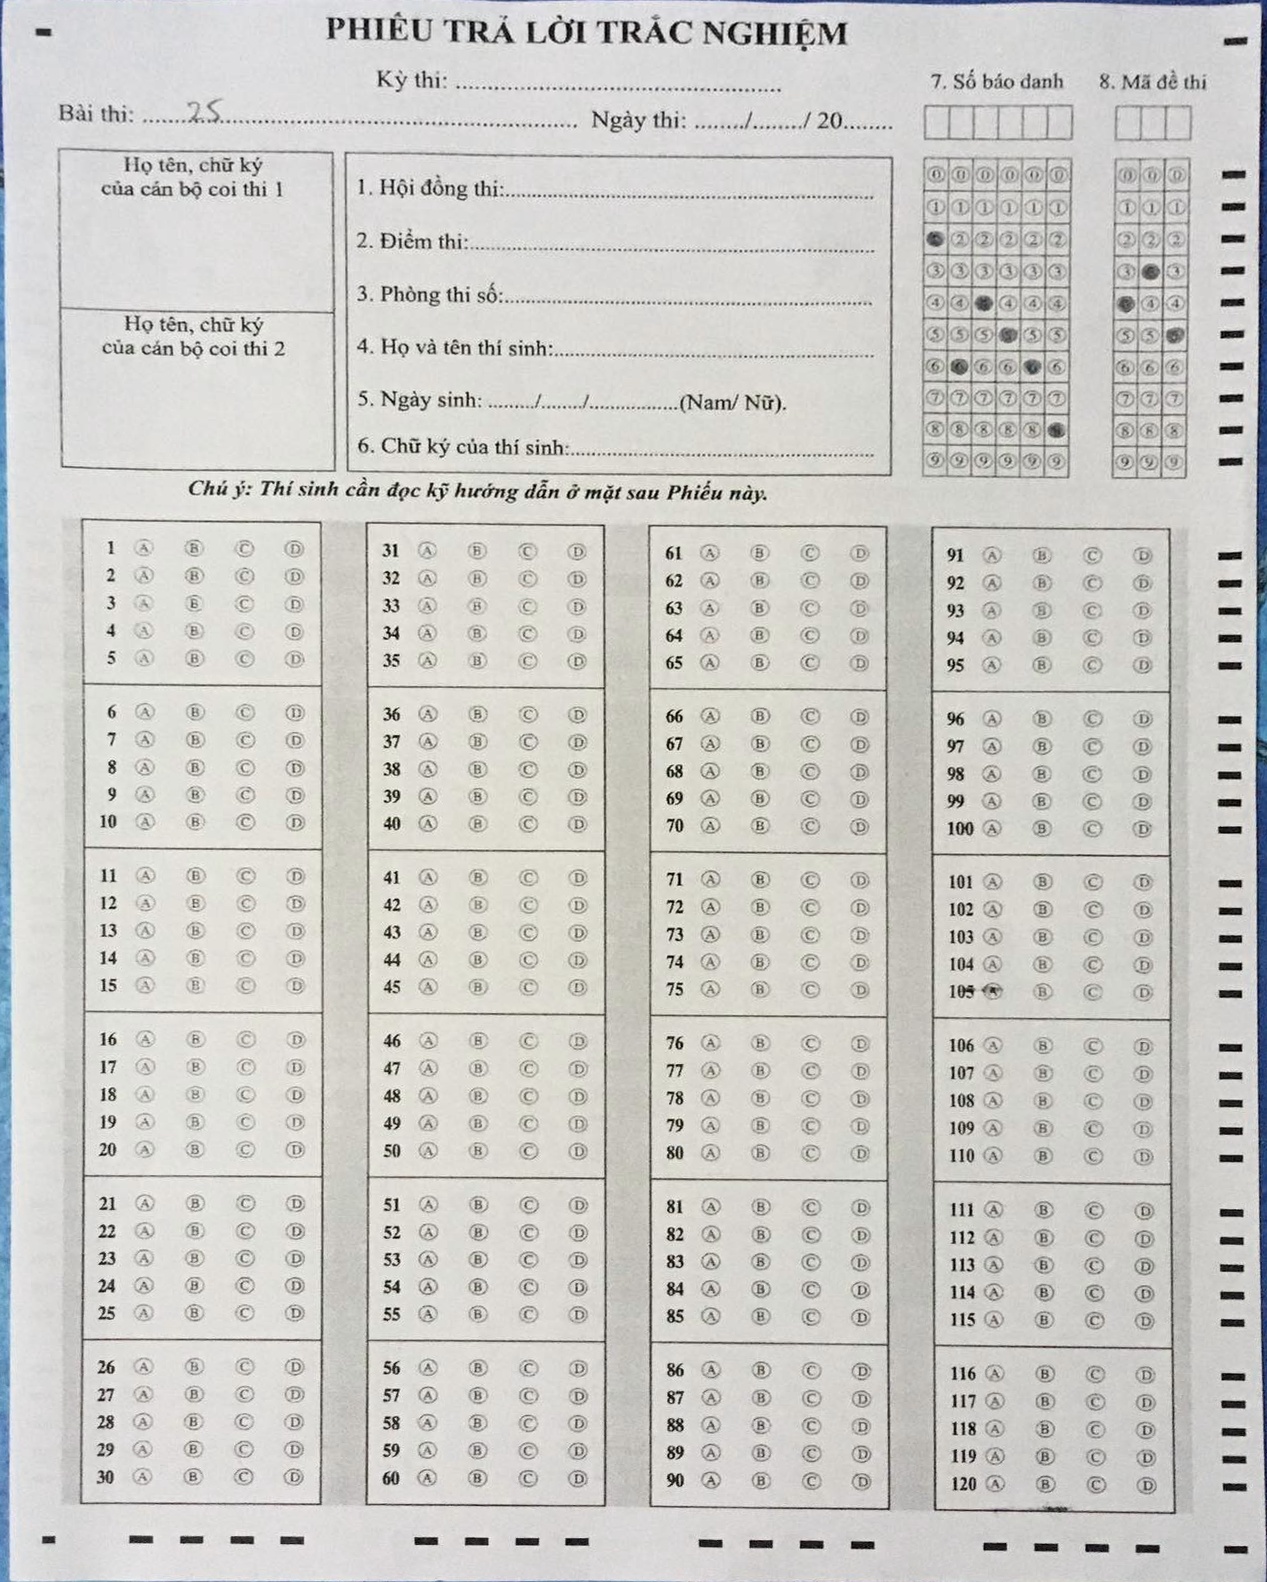 PHIẾU TRẢ LỜI TRẮC NGHIỆM
Kỳ thi: ................................................
Bài thi: ......25...................................................... Ngày thi: ......../......../ 20........
7. Số báo danh
8. Mã đề thi
Họ tên, chữ ký
của cán bộ coi thi 1
Họ tên, chữ ký
của cán bộ coi thi 2
1. Hội đồng thi:......................................................
2. Điểm thi:............................................................
3. Phòng thi số:......................................................
4. Họ và tên thí sinh:...............................................
5. Ngày sinh: ......../......../................(Nam/ Nữ).
6. Chữ ký của thí sinh:............................................
0 0 0 0 0 0 0 0 0
1 1 1 1 1 1 1 1 1
2 2 2 2 2 2 2 2
3 3 3 3 3 3 3 3
4 4 4 4 4 4 4
5 5 5 5 5 5 5
6 6 6 6 6 6 6
7 7 7 7 7 7 7 7 7
8 8 8 8 8 8 8 8
9 9 9 9 9 9 9 9 9
Chú ý: Thí sinh cần đọc kỹ hướng dẫn ở mặt sau Phiếu này.
1 A B C D 31 A B C D 61 A B C D 91 A B C D
2 A B C D 32 A B C D 62 A B C D 92 A B C D
3 A B C D 33 A B C D 63 A B C D 93 A B C D
4 A B C D 34 A B C D 64 A B C D 94 A B C D
5 A B C D 35 A B C D 65 A B C D 95 A B C D
6 A B C D 36 A B C D 66 A B C D 96 A B C D
7 A B C D 37 A B C D 67 A B C D 97 A B C D
8 A B C D 38 A B C D 68 A B C D 98 A B C D
9 A B C D 39 A B C D 69 A B C D 99 A B C D
10 A B C D 40 A B C D 70 A B C D 100 A B C D
11 A B C D 41 A B C D 71 A B C D 101 A B C D
12 A B C D 42 A B C D 72 A B C D 102 A B C D
13 A B C D 43 A B C D 73 A B C D 103 A B C D
14 A B C D 44 A B C D 74 A B C D 104 A B C D
15 A B C D 45 A B C D 75 A B C D 105 A B C D
16 A B C D 46 A B C D 76 A B C D 106 A B C D
17 A B C D 47 A B C D 77 A B C D 107 A B C D
18 A B C D 48 A B C D 78 A B C D 108 A B C D
19 A B C D 49 A B C D 79 A B C D 109 A B C D
20 A B C D 50 A B C D 80 A B C D 110 A B C D
21 A B C D 51 A B C D 81 A B C D 111 A B C D
22 A B C D 52 A B C D 82 A B C D 112 A B C D
23 A B C D 53 A B C D 83 A B C D 113 A B C D
24 A B C D 54 A B C D 84 A B C D 114 A B C D
25 A B C D 55 A B C D 85 A B C D 115 A B C D
26 A B C D 56 A B C D 86 A B C D 116 A B C D
27 A B C D 57 A B C D 87 A B C D 117 A B C D
28 A B C D 58 A B C D 88 A B C D 118 A B C D
29 A B C D 59 A B C D 89 A B C D 119 A B C D
30 A B C D 60 A B C D 90 A B C D 120 A B C D